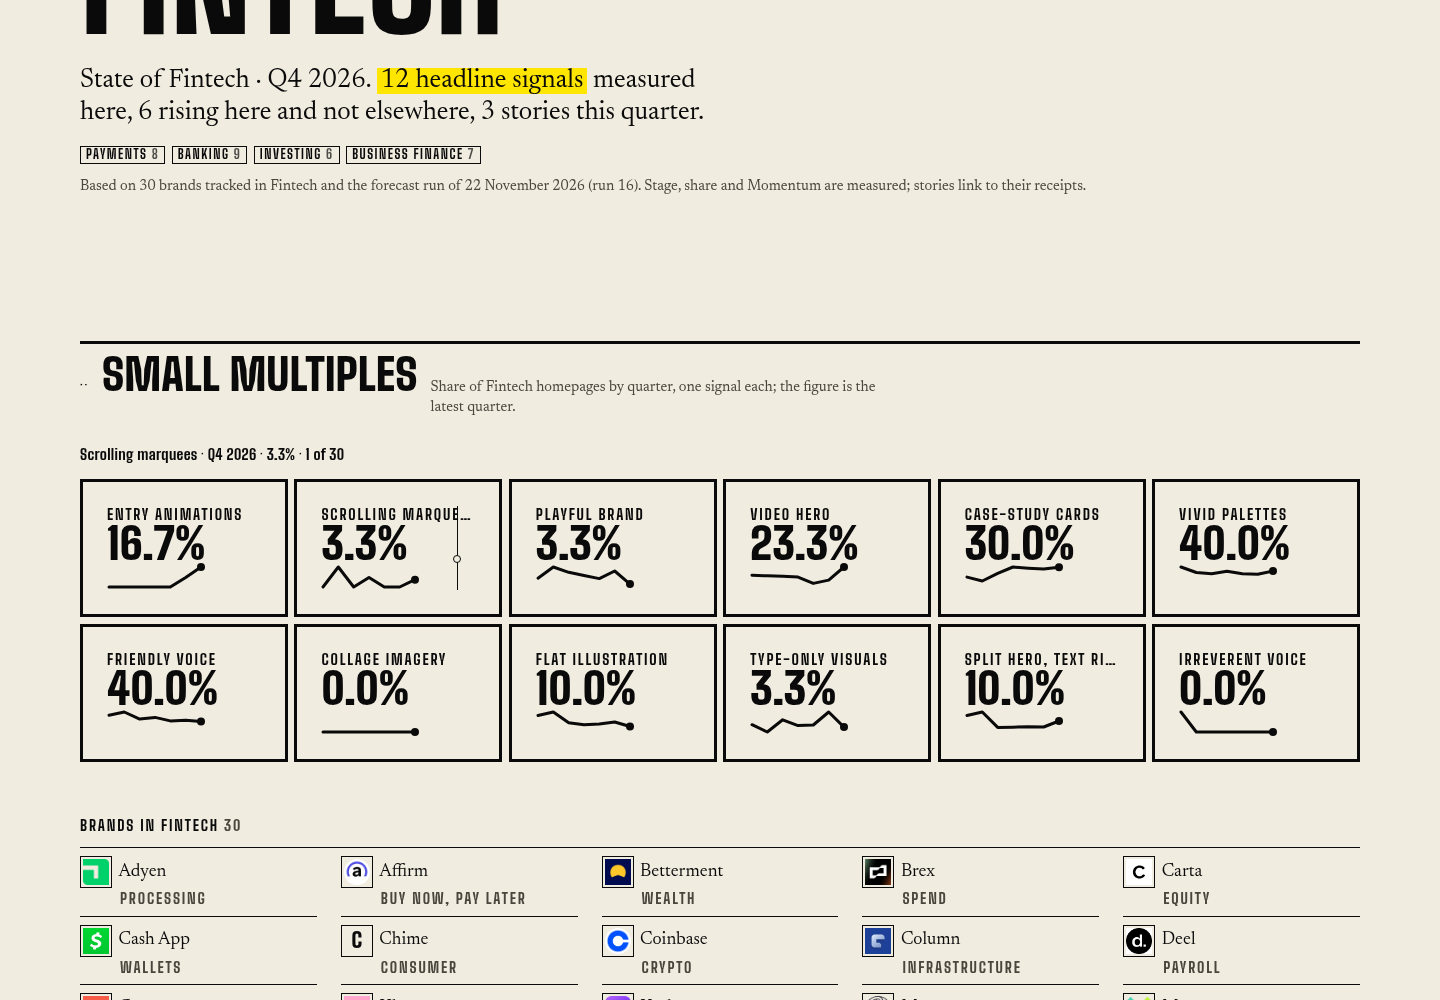 FINTECH
State of Fintech · Q4 2026. 12 headline signals measured
here, 6 rising here and not elsewhere, 3 stories this quarter.
PAYMENTS 8 BANKING 9 INVESTING 6 BUSINESS FINANCE 7
Based on 30 brands tracked in Fintech and the forecast run of 22 November 2026 (run 16). Stage, share and Momentum are measured; stories link to their receipts.
SMALL MULTIPLES
Share of Fintech homepages by quarter, one signal each; the figure is the
latest quarter.
Scrolling marquees · Q4 2026 · 3.3% · 1 of 30
ENTRY ANIMATIONS
16.7%
SCROLLING MARQUE...
3.3%
PLAYFUL BRAND
3.3%
VIDEO HERO
23.3%
CASE-STUDY CARDS
30.0%
VIVID PALETTES
40.0%
FRIENDLY VOICE
40.0%
COLLAGE IMAGERY
0.0%
FLAT ILLUSTRATION
10.0%
TYPE-ONLY VISUALS
3.3%
SPLIT HERO, TEXT RI...
10.0%
IRREVERENT VOICE
0.0%
BRANDS IN FINTECH 30
Adyen
PROCESSING
Affirm
BUY NOW, PAY LATER
Betterment
WEALTH
Brex
SPEND
Carta
EQUITY
Cash App
WALLETS
Chime
CONSUMER
Coinbase
CRYPTO
Column
INFRASTRUCTURE
Deel
PAYROLL